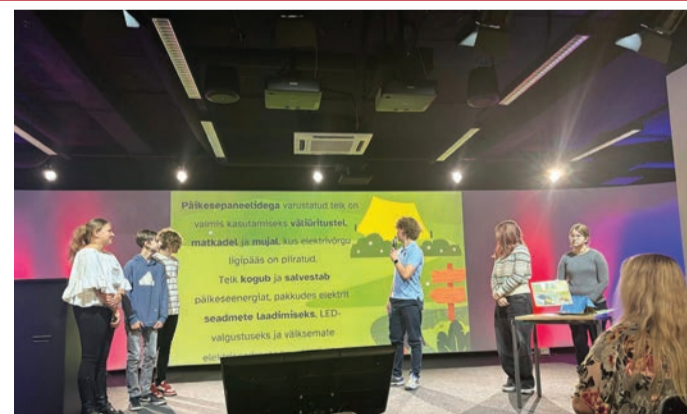 Päikesepaneelidega varustatud telk on
valmis kasutamiseks väliüritustel,
matkadel ja mujal, kus elektrivõrgu
ligipääs on piiratud.
Telk kogub ja salvestab
päikeseenergiat, pakkudes elektrit
seadmete laadimiseks, LED-
valgustuseks ja väiksemate